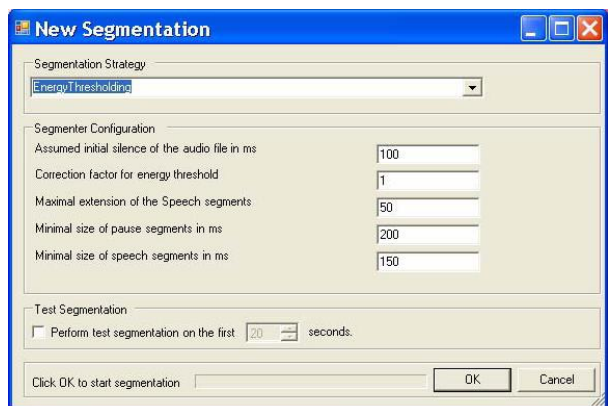 New Segmentation
Segmentation Strategy
EnergyThresholding
Segmenter Configuration
Assumed initial silence of the audio file in ms 100
Correction factor for energy threshold 1
Maximal extension of the Speech segments 50
Minimal size of pause segments in ms 200
Minimal size of speech segments in ms 150
Test Segmentation
Perform test segmentation on the first 20 seconds.
Click OK to start segmentation OK Cancel